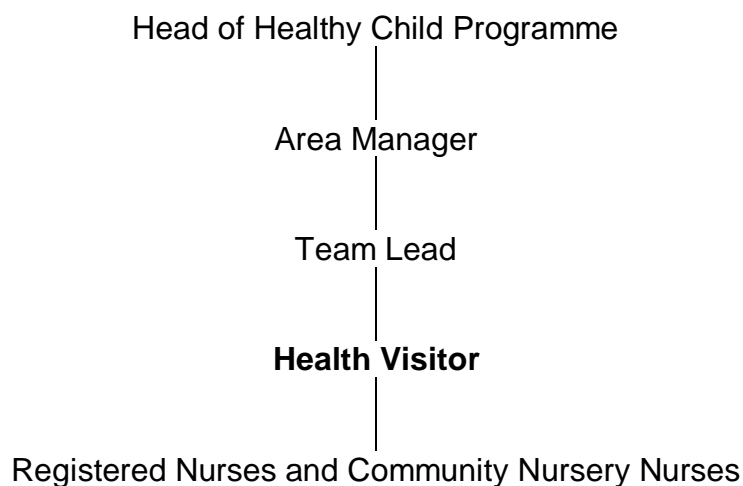 Head of Healthy Child Programme
Area Manager
Team Lead
Health Visitor
Registered Nurses and Community Nursery Nurses